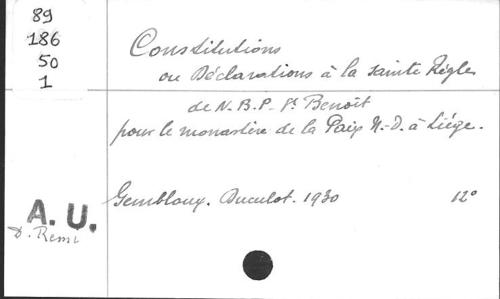 89
186
50
1
Constitutions
ou Déclarations à la sainte Règle
de N. B. P. St Benoît
pour le monastère de la Paix N.-D. à Liège.
Gembloux. Duculot. 1930 12°
A. U.
D. Remi